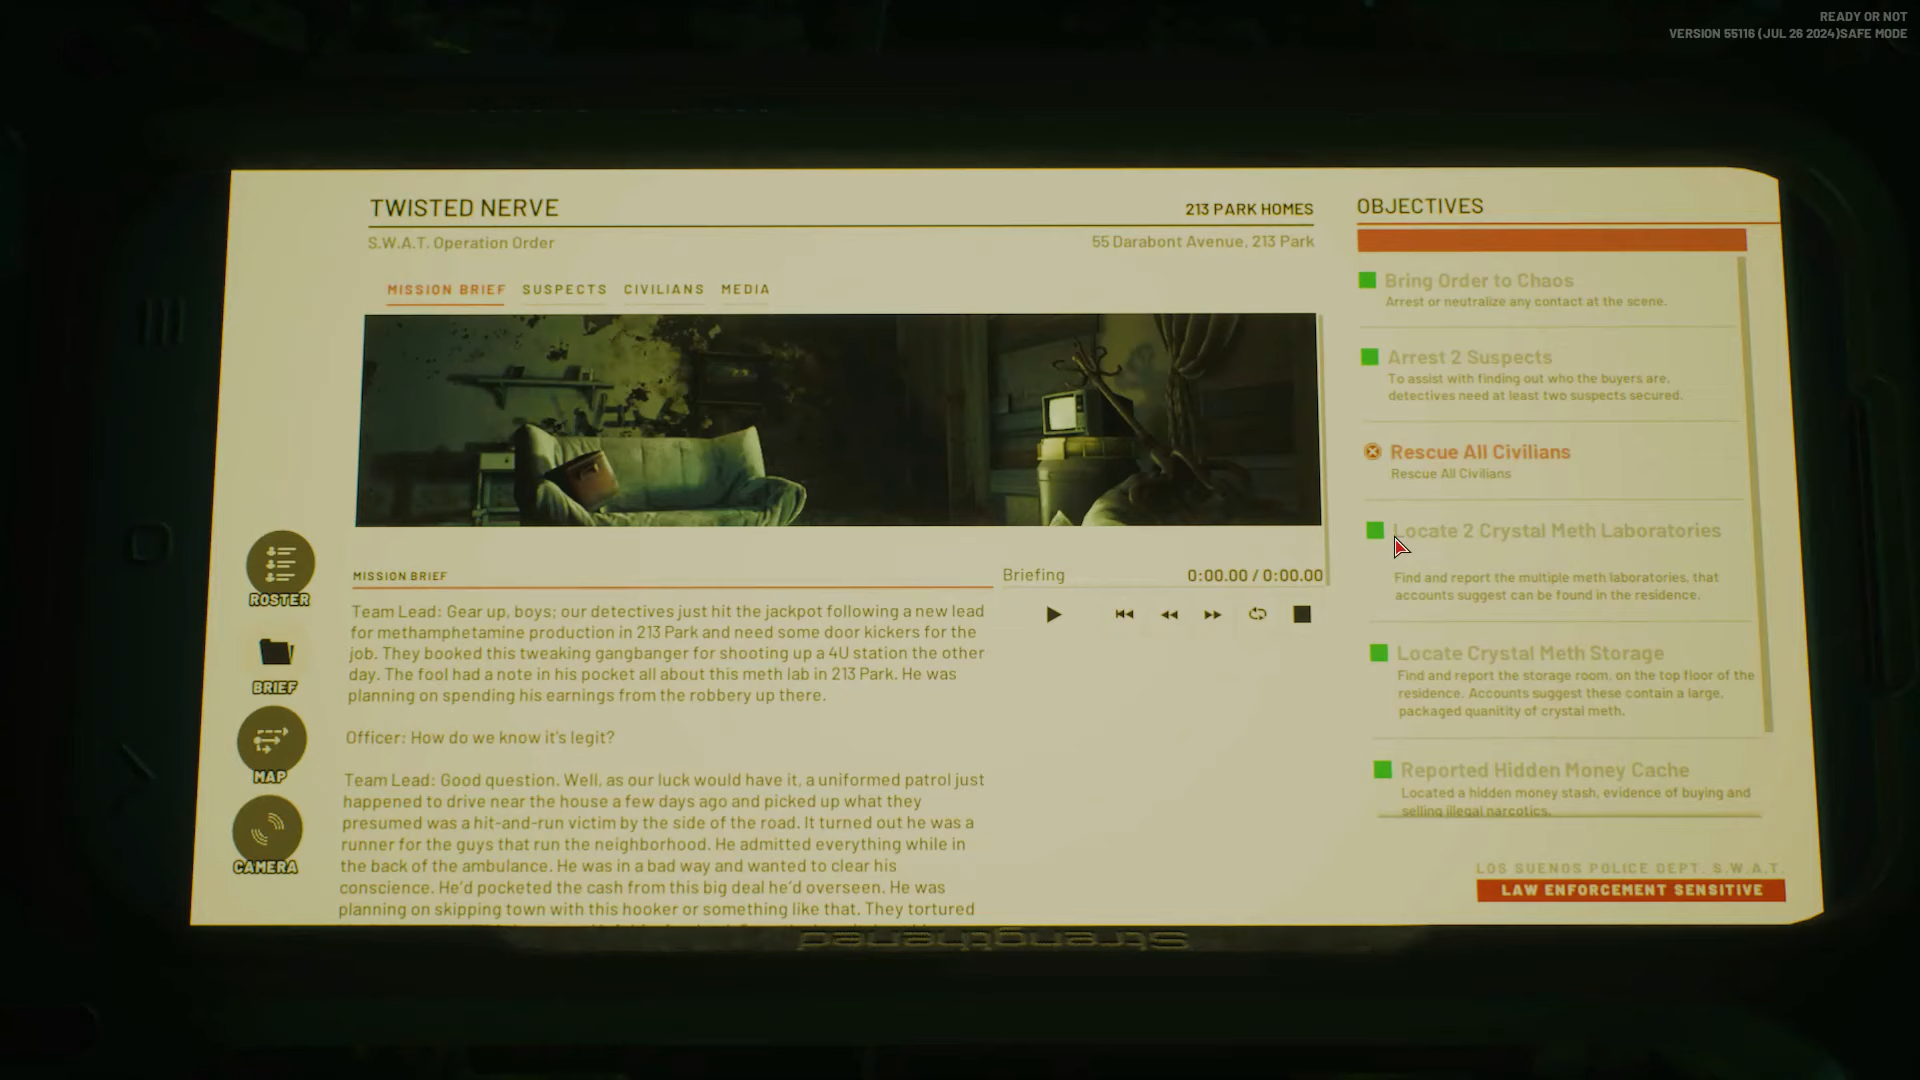 READY OR NOT
VERSION 55116 (JUL 26 2024)SAFE MODE
TWISTED NERVE
213 PARK HOMES
S.W.A.T. Operation Order
55 Darabont Avenue, 213 Park
MISSION BRIEF SUSPECTS CIVILIANS MEDIA
MISSION BRIEF
Team Lead: Gear up, boys; our detectives just hit the jackpot following a new lead
for methamphetamine production in 213 Park and need some door kickers for the
job. They booked this tweaking gangbanger for shooting up a 4U station the other
day. The fool had a note in his pocket all about this meth lab in 213 Park. He was
planning on spending his earnings from the robbery up there.
Officer: How do we know it's legit?
Team Lead: Good question. Well, as our luck would have it, a uniformed patrol just
happened to drive near the house a few days ago and picked up what they
presumed was a hit-and-run victim by the side of the road. It turned out he was a
runner for the guys that run the neighborhood. He admitted everything while in
the back of the ambulance. He was in a bad way and wanted to clear his
conscience. He'd pocketed the cash from this big deal he'd overseen. He was
planning on skipping town with this hooker or something like that. They tortured
Briefing
0:00.00 / 0:00.00
ROSTER
BRIEF
MAP
CAMERA
OBJECTIVES
Bring Order to Chaos
Arrest or neutralize any contact at the scene.
Arrest 2 Suspects
To assist with finding out who the buyers are,
detectives need at least two suspects secured.
Rescue All Civilians
Rescue All Civilians
Locate 2 Crystal Meth Laboratories
Find and report the multiple meth laboratories, that
accounts suggest can be found in the residence.
Locate Crystal Meth Storage
Find and report the storage room, on the top floor of the
residence. Accounts suggest these contain a large,
packaged quanitity of crystal meth.
Reported Hidden Money Cache
Located a hidden money stash, evidence of buying and
selling illegal narcotics.
LOS SUENOS POLICE DEPT. S.W.A.T.
LAW ENFORCEMENT SENSITIVE
Strengthened